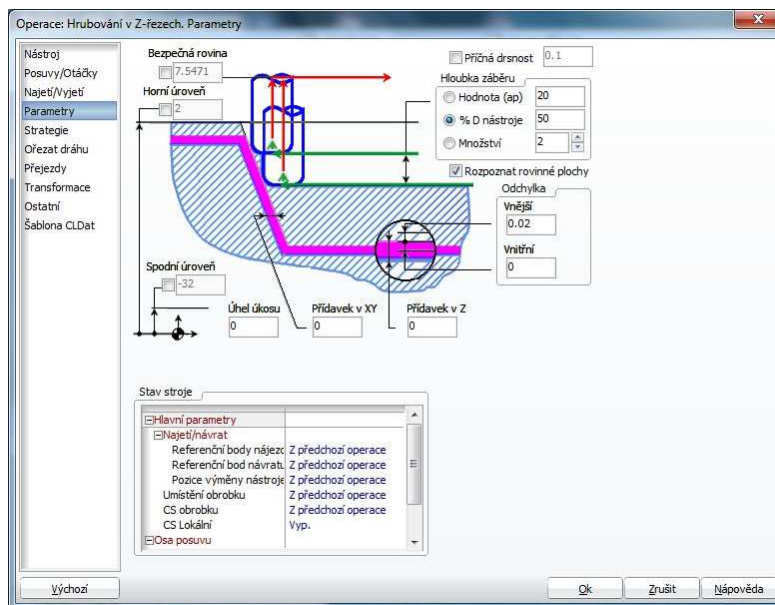 Operace: Hrubování v Z-řezech. Parametry
Nástroj
Posuvy/Otáčky
Najetí/Vyjetí
Parametry
Strategie
Ořezat dráhu
Přejezdy
Transformace
Ostatní
Šablona CLDat
Bezpečná rovina
7.5471
Horní úroveň
2
Příčná drsnost 0.1
Hloubka záběru
Hodnota (ap) 20
% D nástroje 50
Množství 2
Rozpoznat rovinné plochy
Odchylka
Vnější
0.02
Vnitřní
0
Spodní úroveň
-32
Úhel úkosu Přídavek v XY Přídavek v Z
0 0 0
Stav stroje
Hlavní parametry
Najetí/návrat
Referenční body nájezd Z předchozí operace
Referenční bod návratu Z předchozí operace
Pozice výměny nástroje Z předchozí operace
Umístění obrobku Z předchozí operace
CS obrobku Z předchozí operace
CS Lokální Vyp.
Osa posuvu
Výchozí Ok Zrušit Nápověda